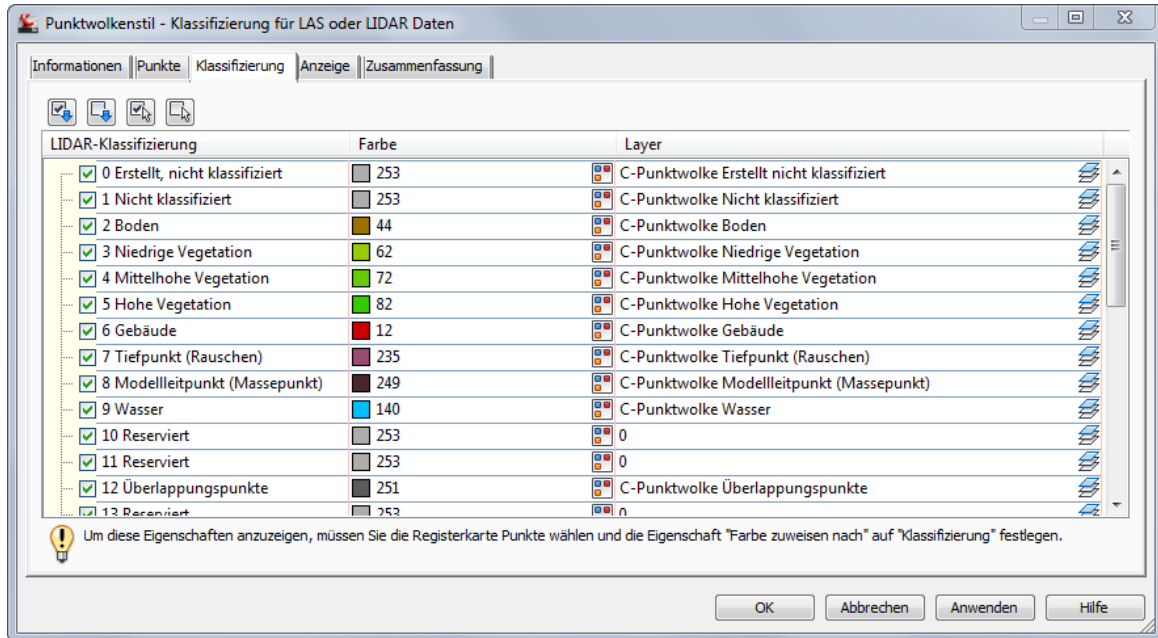 Punktwolkenstil - Klassifizierung für LAS oder LIDAR Daten
Informationen Punkte Klassifizierung Anzeige Zusammenfassung
LIDAR-Klassifizierung Farbe Layer
0 Erstellt, nicht klassifiziert 253 C-Punktwolke Erstellt nicht klassifiziert
1 Nicht klassifiziert 253 C-Punktwolke Nicht klassifiziert
2 Boden 44 C-Punktwolke Boden
3 Niedrige Vegetation 62 C-Punktwolke Niedrige Vegetation
4 Mittelhohe Vegetation 72 C-Punktwolke Mittelhohe Vegetation
5 Hohe Vegetation 82 C-Punktwolke Hohe Vegetation
6 Gebäude 12 C-Punktwolke Gebäude
7 Tiefpunkt (Rauschen) 235 C-Punktwolke Tiefpunkt (Rauschen)
8 Modellleitpunkt (Massepunkt) 249 C-Punktwolke Modellleitpunkt (Massepunkt)
9 Wasser 140 C-Punktwolke Wasser
10 Reserviert 253 0
11 Reserviert 253 0
12 Überlappungspunkte 251 C-Punktwolke Überlappungspunkte
13 Reserviert 253 0
Um diese Eigenschaften anzuzeigen, müssen Sie die Registerkarte Punkte wählen und die Eigenschaft "Farbe zuweisen nach" auf "Klassifizierung" festlegen.
OK Abbrechen Anwenden Hilfe